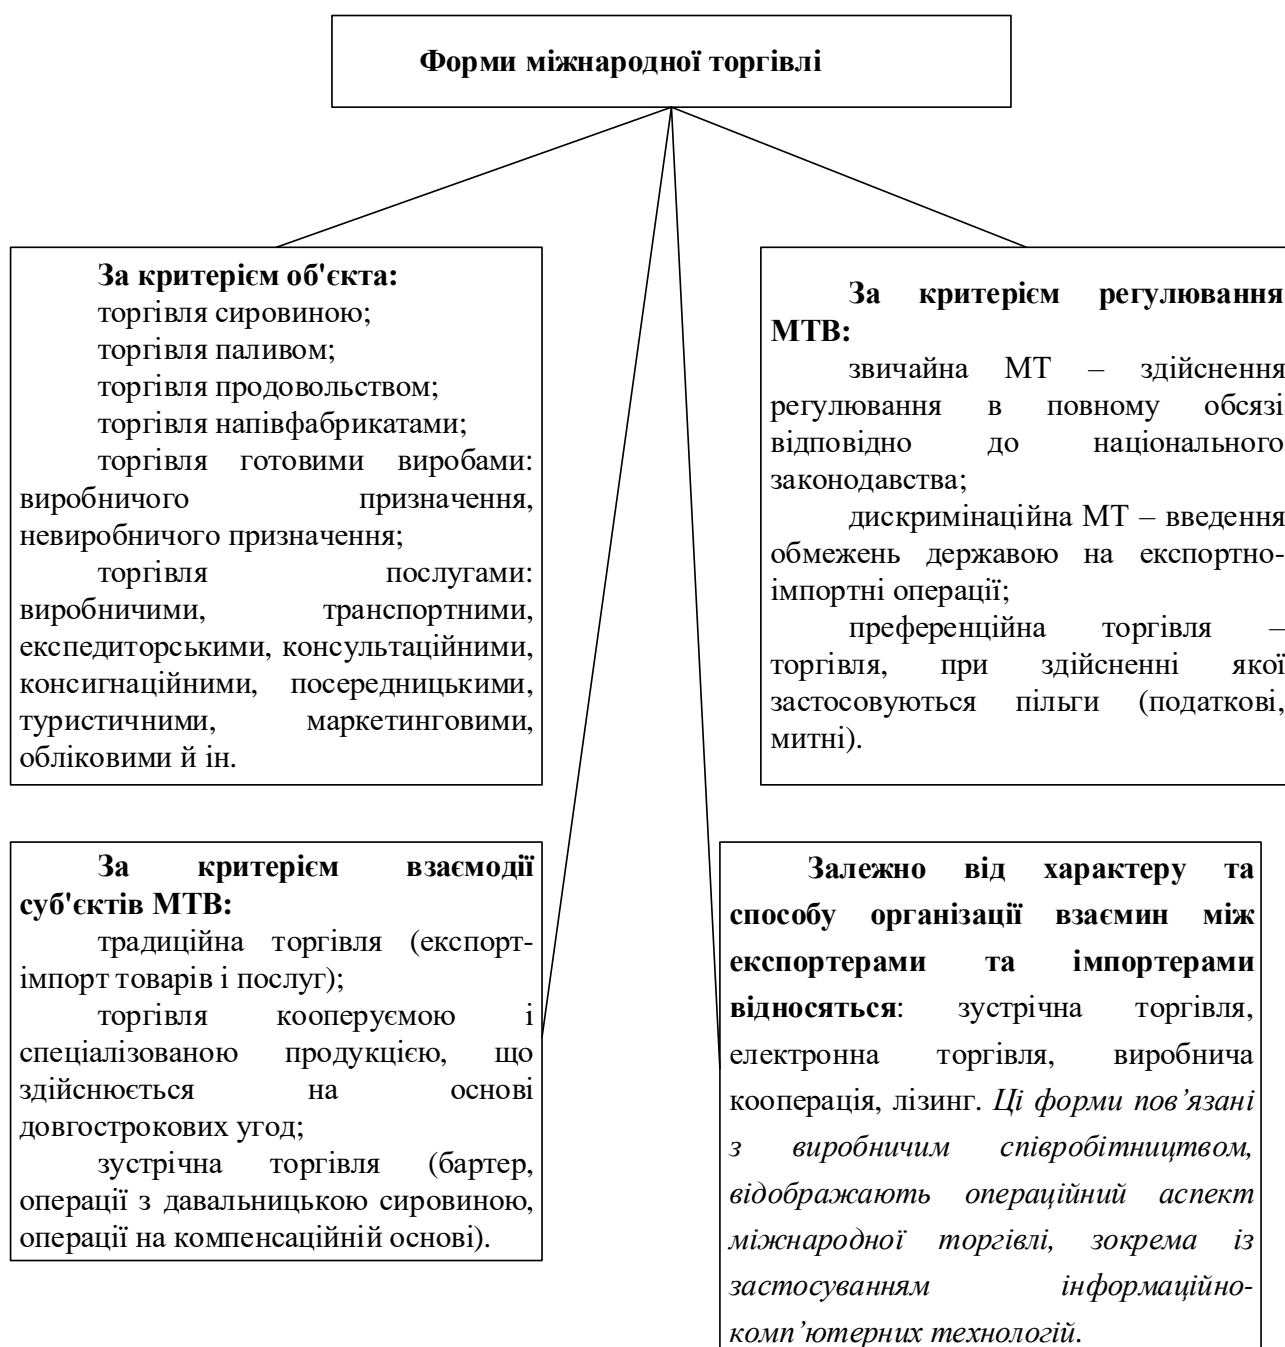 Форми міжнародної торгівлі
За критерієм об'єкта:
торгівля сировиною;
торгівля паливом;
торгівля продовольством;
торгівля напівфабрикатами;
торгівля готовими виробами:
виробничого призначення,
невиробничого призначення;
торгівля послугами:
виробничими, транспортними,
експедиторськими, консультаційними,
консигнаційними, посередницькими,
туристичними, маркетинговими,
обліковими й ін.
За критерієм регулювання
МТВ:
звичайна МТ – здійснення
регулювання в повному обсязі
відповідно до національного
законодавства;
дискримінаційна МТ – введення
обмежень державою на експортно-
імпортні операції;
преференційна торгівля –
торгівля, при здійсненні якої
застосовуються пільги (податкові,
митні).
За критерієм взаємодії
суб'єктів МТВ:
традиційна торгівля (експорт-
імпорт товарів і послуг);
торгівля кооперуємою і
спеціалізованою продукцією, що
здійснюється на основі
довгострокових угод;
зустрічна торгівля (бартер,
операції з давальницькою сировиною,
операції на компенсаційній основі).
Залежно від характеру та
способу організації взаємин між
експортерами та імпортерами
відносяться: зустрічна торгівля,
електронна торгівля, виробнича
кооперація, лізинг. Ці форми пов’язані
з виробничим співробітництвом,
відображають операційний аспект
міжнародної торгівлі, зокрема із
застосуванням інформаційно-
комп’ютерних технологій.